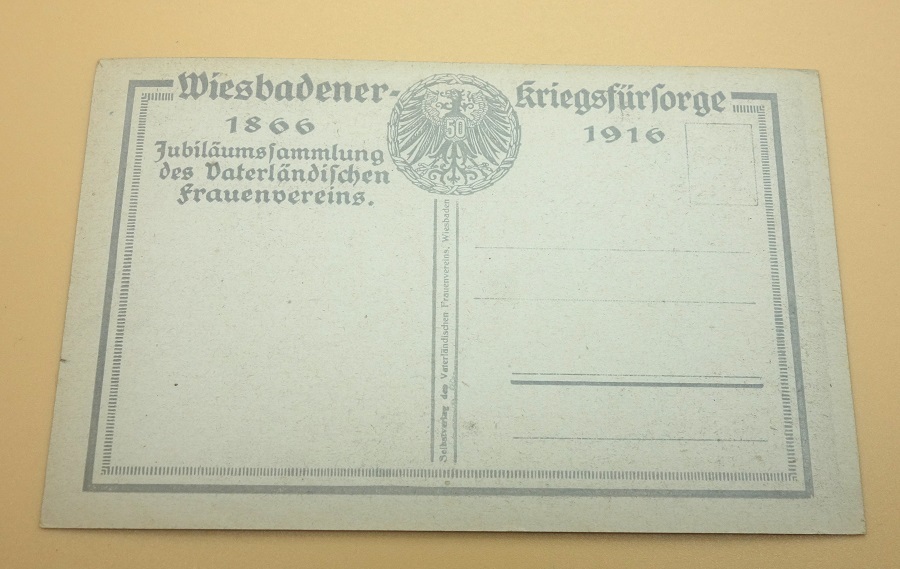 Wiesbadener-Kriegsfürsorge
1866
1916
Jubiläumssammlung
des Vaterländischen
Frauenvereins.
50
Selbstverlag des Vaterländischen Frauenvereins, Wiesbaden